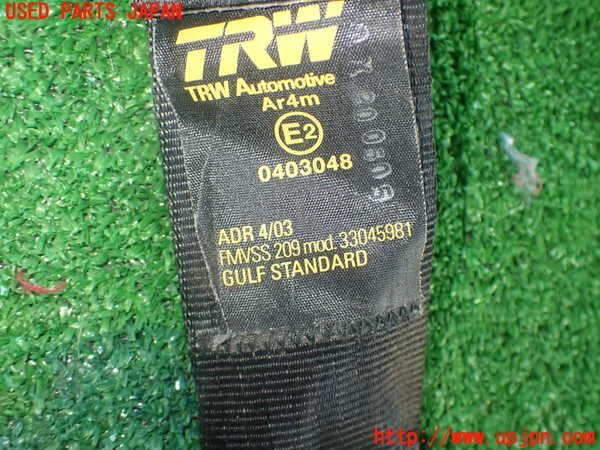 USED PARTS JAPAN
TRW
TRW Automotive
Ar4m
E2
0403048
ADR 4/03
FMVSS 209 mod. 33045981
GULF STANDARD
http://www.upjpn.com/